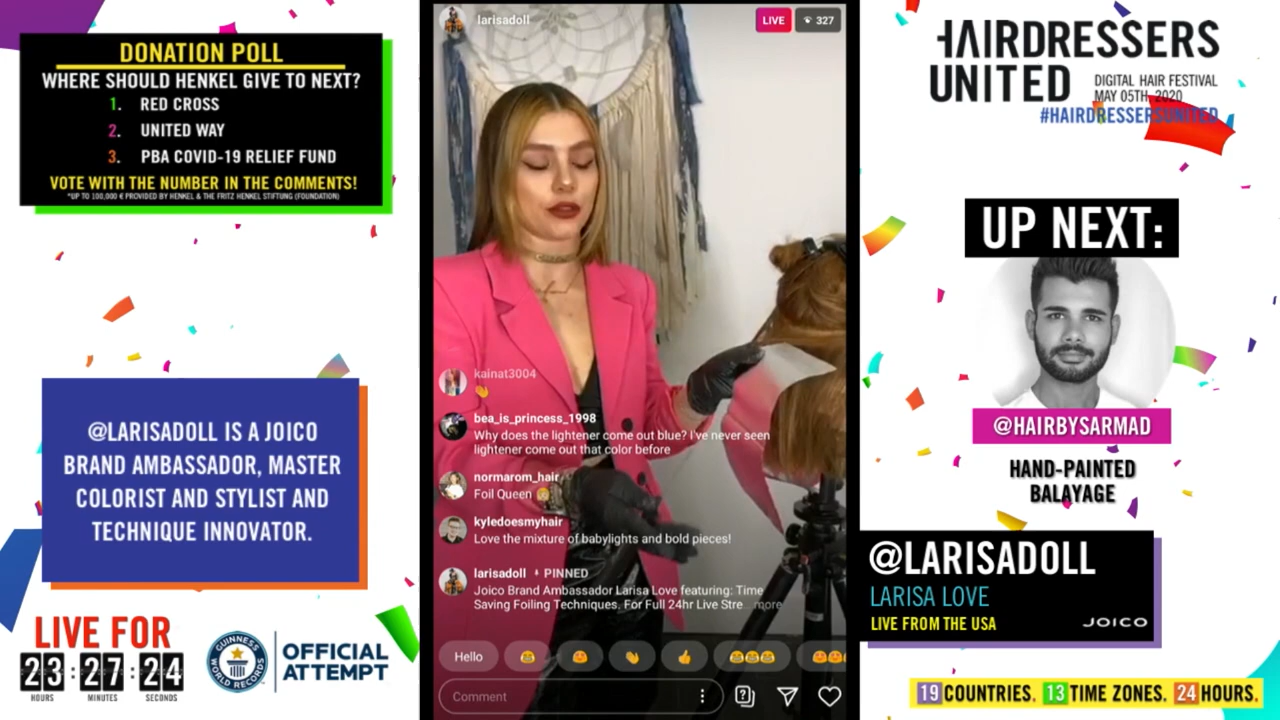 DONATION POLL
WHERE SHOULD HENKEL GIVE TO NEXT?
1. RED CROSS
2. UNITED WAY
3. PBA COVID-19 RELIEF FUND
VOTE WITH THE NUMBER IN THE COMMENTS!
*UP TO 100,000 € PROVIDED BY HENKEL & THE FRITZ HENKEL STIFTUNG (FOUNDATION)
@LARISADOLL IS A JOICO
BRAND AMBASSADOR, MASTER
COLORIST AND STYLIST AND
TECHNIQUE INNOVATOR.
LIVE FOR
23:27:24
HOURS MINUTES SECONDS
GUINNESS
WORLD RECORDS
OFFICIAL
ATTEMPT
larisadoll
LIVE
327
kainat3004
bea_is_princess_1998
Why does the lightener come out blue? I've never seen
lightener come out that color before
normarom_hair
Foil Queen
kyledoesmyhair
Love the mixture of babylights and bold pieces!
larisadoll PINNED
Joico Brand Ambassador Larisa Love featuring: Time
Saving Foiling Techniques. For Full 24hr Live Stre... more
Hello
Comment
HAIRDRESSERS
UNITED
DIGITAL HAIR FESTIVAL
MAY 05TH, 2020
#HAIRDRESSERSUNITED
UP NEXT:
@HAIRBYSARMAD
HAND-PAINTED
BALAYAGE
@LARISADOLL
LARISA LOVE
LIVE FROM THE USA
JOICO
19 COUNTRIES. 13 TIME ZONES. 24 HOURS.